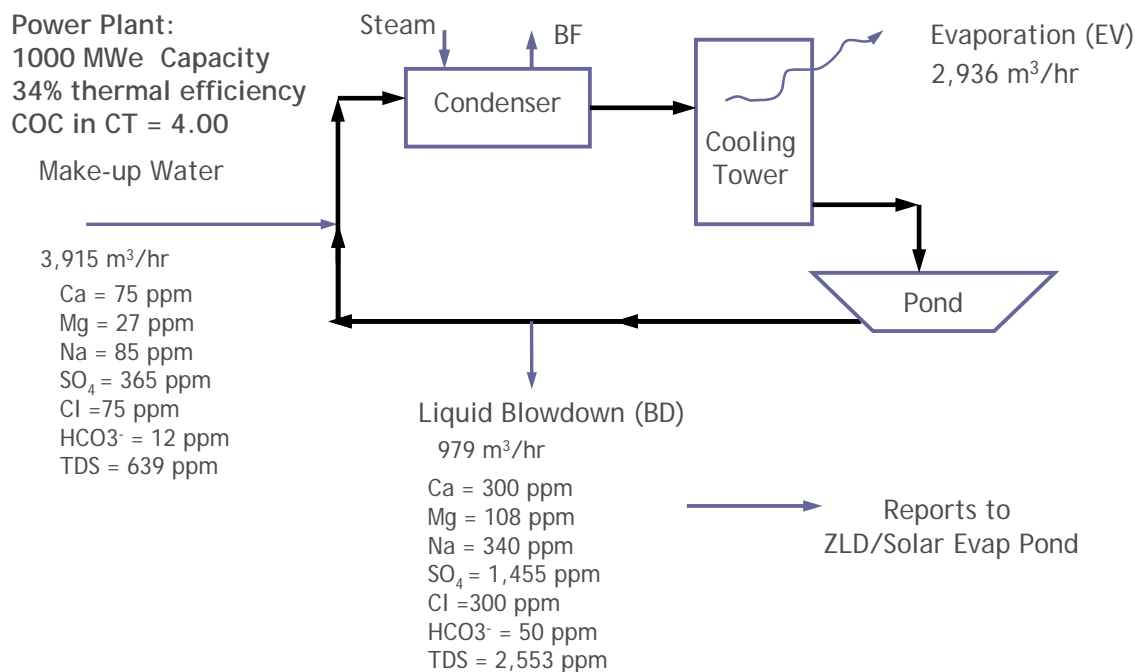 Power Plant:
1000 MWe Capacity
34% thermal efficiency
COC in CT = 4.00
Steam
BF
Condenser
Cooling
Tower
Evaporation (EV)
2,936 m³/hr
Make-up Water
3,915 m³/hr
Ca = 75 ppm
Mg = 27 ppm
Na = 85 ppm
SO₄ = 365 ppm
Cl =75 ppm
HCO3⁻ = 12 ppm
TDS = 639 ppm
Pond
Liquid Blowdown (BD)
979 m³/hr
Ca = 300 ppm
Mg = 108 ppm
Na = 340 ppm
SO₄ = 1,455 ppm
Cl =300 ppm
HCO3⁻ = 50 ppm
TDS = 2,553 ppm
Reports to
ZLD/Solar Evap Pond